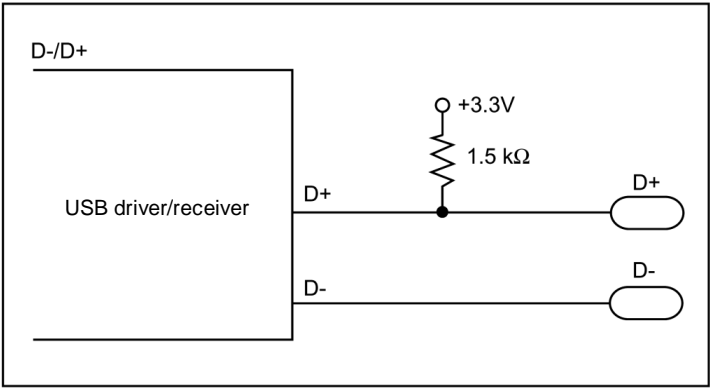 D-/D+
+3.3V
1.5 kΩ
D+
D+
USB driver/receiver
D-
D-